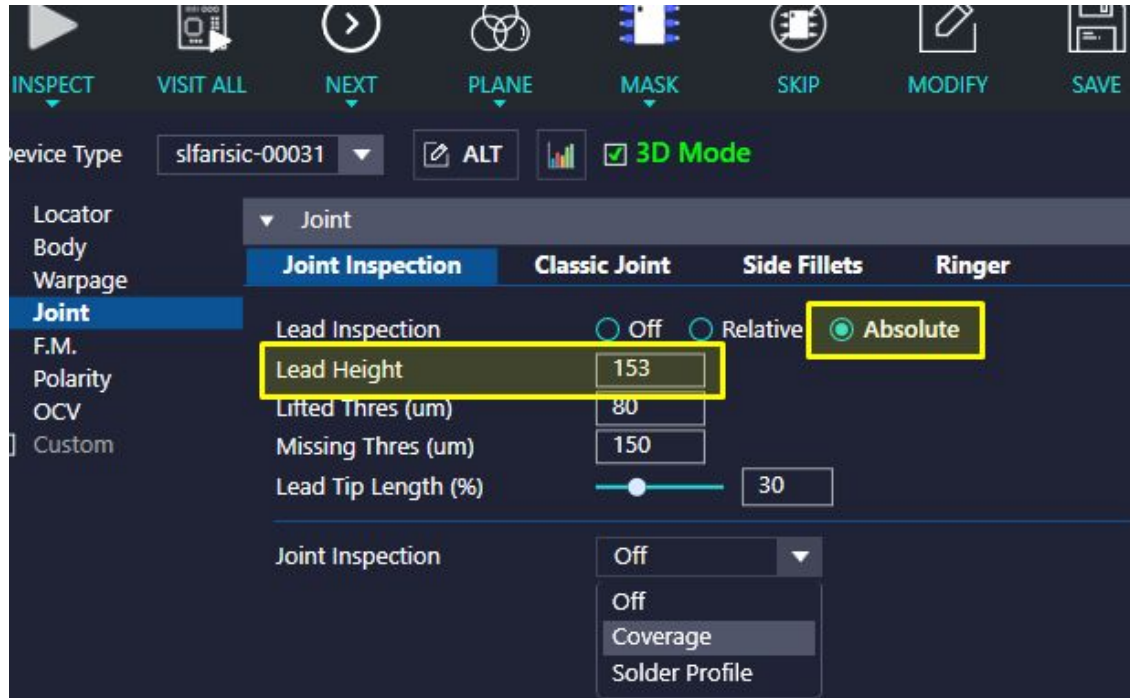 INSPECT VISIT ALL NEXT PLANE MASK SKIP MODIFY SAVE
Device Type slfarisic-00031 ALT 3D Mode
Locator
Body
Warpage
Joint
F.M.
Polarity
OCV
Custom
Joint
Joint Inspection Classic Joint Side Fillets Ringer
Lead Inspection Off Relative Absolute
Lead Height 153
Lifted Thres (um) 80
Missing Thres (um) 150
Lead Tip Length (%) 30
Joint Inspection Off
Off
Coverage
Solder Profile